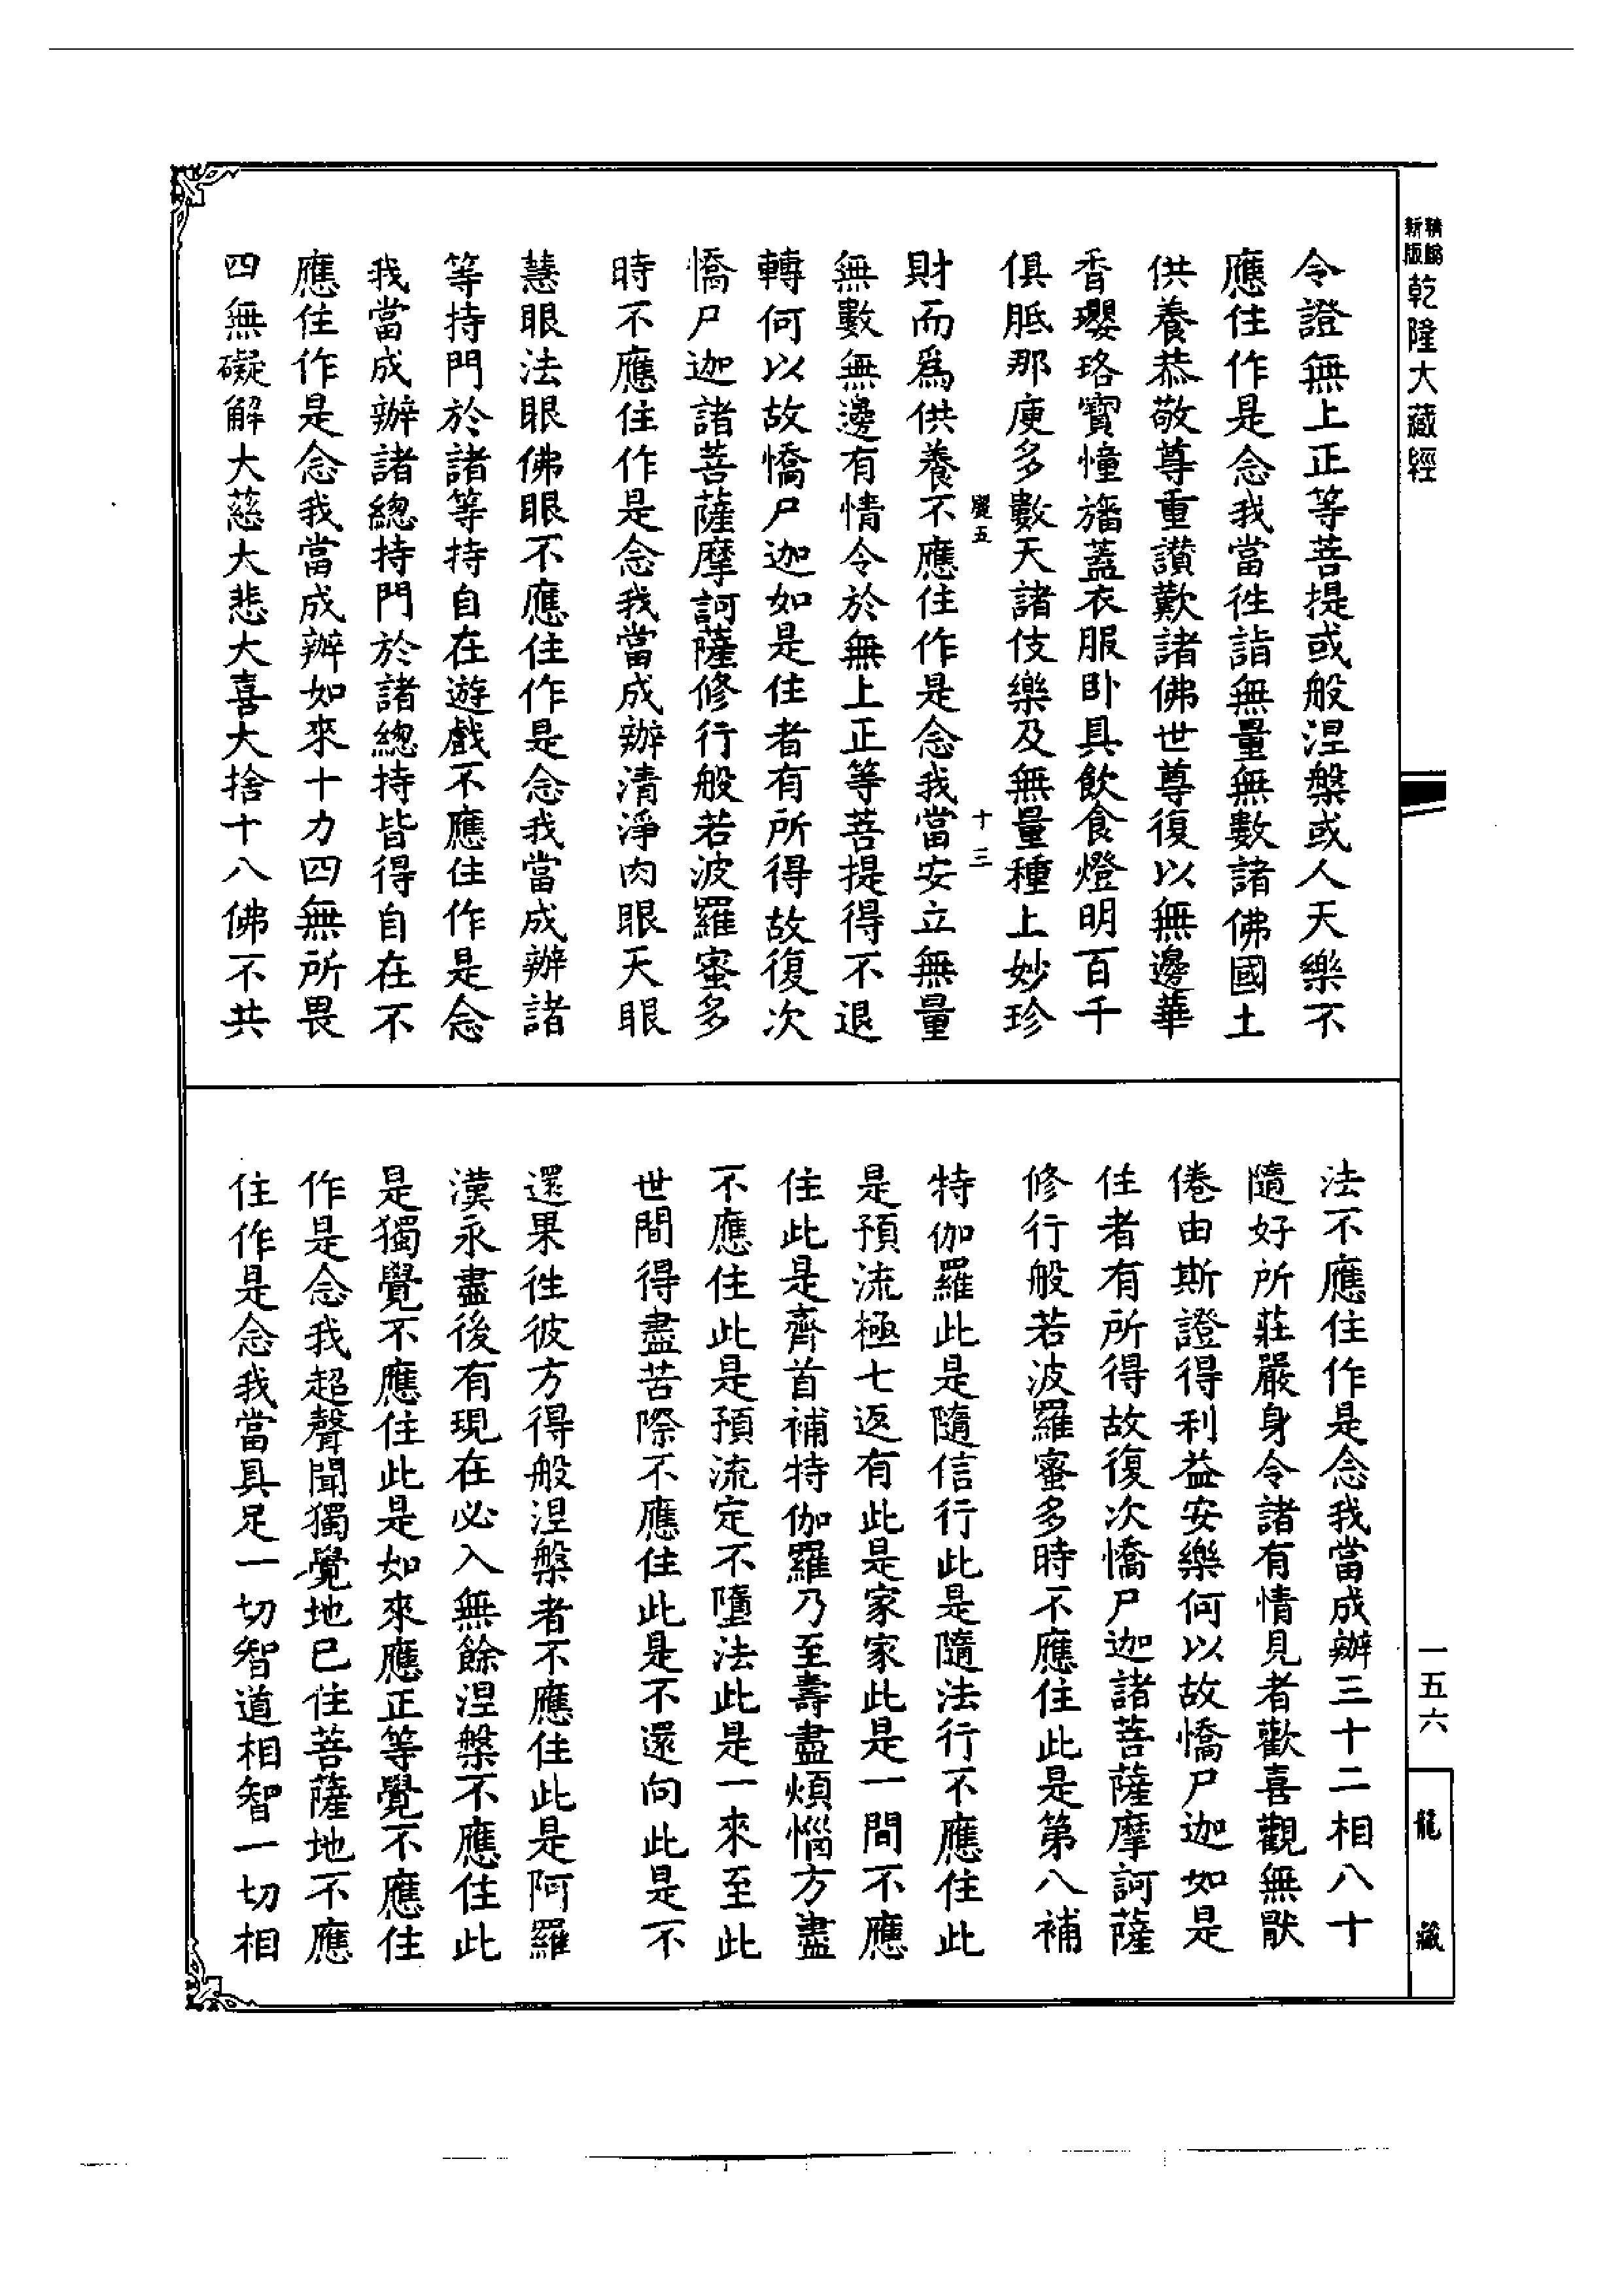 精編
新版
乾隆大藏經
令證無上正等菩提或般涅槃或人天樂不
應住作是念我當往詣無量無數諸佛國土
供養恭敬尊重讚歎諸佛世尊復以無邊華
香瓔珞寶憧旛蓋衣服卧具飲食燈明百千
俱胝那庾多數天諸伎樂及無量種上妙珍
五 十三
財而爲供養不應住作是念我當安立無量
無數無邊有情令於無上正等菩提得不退
轉何以故憍尸迦如是住者有所得故復次
憍尸迦諸菩薩摩訶薩修行般若波羅蜜多
時不應住作是念我當成辦清淨肉眼天眼
慧眼法眼佛眼不應住作是念我當成辦諸
等持門於諸等持自在遊戲不應住作是念
我當成辦諸總持門於諸總持皆得自在不
應住作是念我當成辦如來十力四無所畏
四無礙解大慈大悲大喜大捨十八佛不共
法不應住作是念我當成辦三十二相八十
隨好所莊嚴身令諸有情見者歡喜觀無厭
倦由斯證得利益安樂何以故憍尸迦如是
住者有所得故復次憍尸迦諸菩薩摩訶薩
修行般若波羅蜜多時不應住此是第八補
特伽羅此是隨信行此是隨法行不應住此
是預流極七返有此是家家此是一間不應
住此是齊首補特伽羅乃至壽盡煩惱方盡
不應住此是預流定不墮法此是一來至此
世間得盡苦際不應住此是不還向此是不
還果往彼方得般涅槃者不應住此是阿羅
漢永盡後有現在必入無餘涅槃不應住此
是獨覺不應住此是如來應正等覺不應住
作是念我超聲聞獨覺地已住菩薩地不應
住作是念我當具足一切智道相智一切相
一五六
龍藏